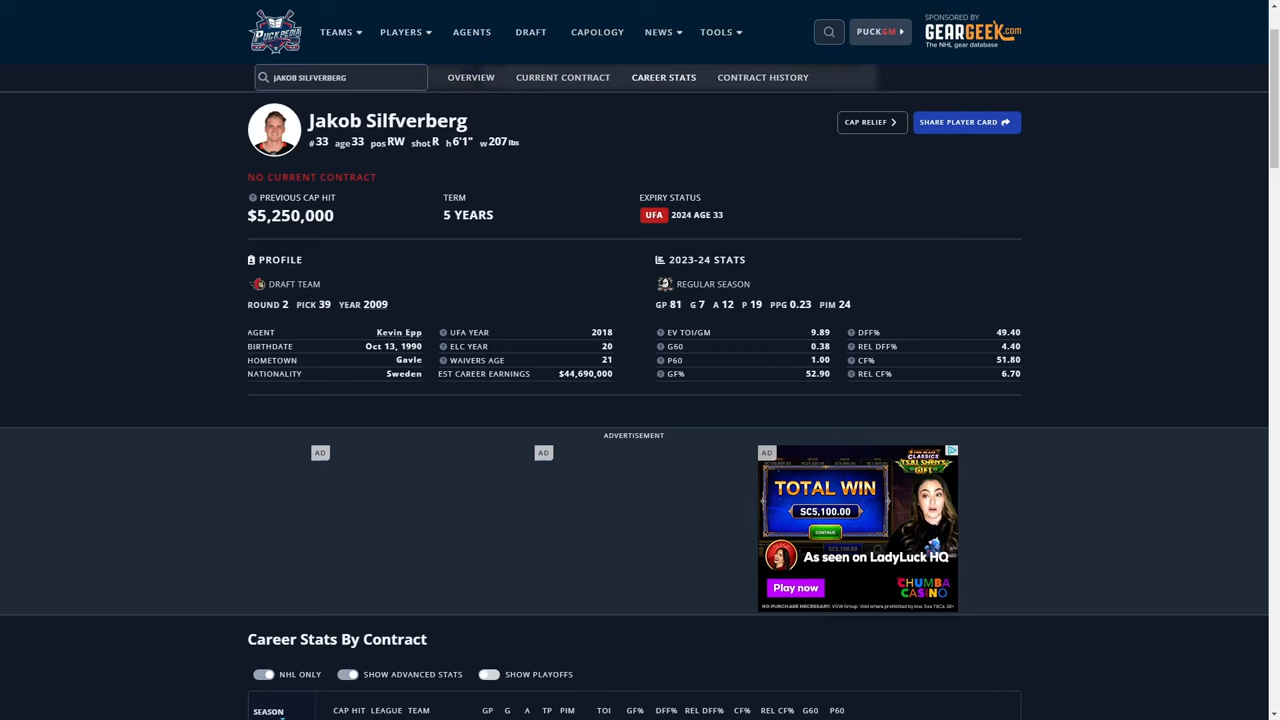 PUCKPEDIA
TEAMS
PLAYERS
AGENTS
DRAFT
CAPOLOGY
NEWS
TOOLS
PUCKGM
SPONSORED BY
GEARGEEK.com
The NHL gear database
JAKOB SILFVERBERG
OVERVIEW
CURRENT CONTRACT
CAREER STATS
CONTRACT HISTORY
Jakob Silfverberg
#33 age33 posRW shotR h6'1" w207lbs
CAP RELIEF
SHARE PLAYER CARD
NO CURRENT CONTRACT
PREVIOUS CAP HIT
$5,250,000
TERM
5 YEARS
EXPIRY STATUS
UFA 2024 AGE 33
PROFILE
DRAFT TEAM
ROUND 2 PICK 39 YEAR 2009
AGENT Kevin Epp
BIRTHDATE Oct 13, 1990
HOMETOWN Gavle
NATIONALITY Sweden
UFA YEAR 2018
ELC YEAR 20
WAIVERS AGE 21
EST CAREER EARNINGS $44,690,000
2023-24 STATS
REGULAR SEASON
GP 81 G 7 A 12 P 19 PPG 0.23 PIM 24
EV TOI/GM 9.89
G60 0.38
P60 1.00
GF% 52.90
DFF% 49.40
REL DFF% 4.40
CF% 51.80
REL CF% 6.70
ADVERTISEMENT
AD
AD
AD
TOTAL WIN
SC5,100.00
CONTINUE
SC5,100.00
As seen on LadyLuck HQ
Play now
CHUMBA
CASINO
Career Stats By Contract
NHL ONLY
SHOW ADVANCED STATS
SHOW PLAYOFFS
SEASON CAP HIT LEAGUE TEAM GP G A TP PIM TOI GF% DFF% REL DFF% CF% REL CF% G60 P60